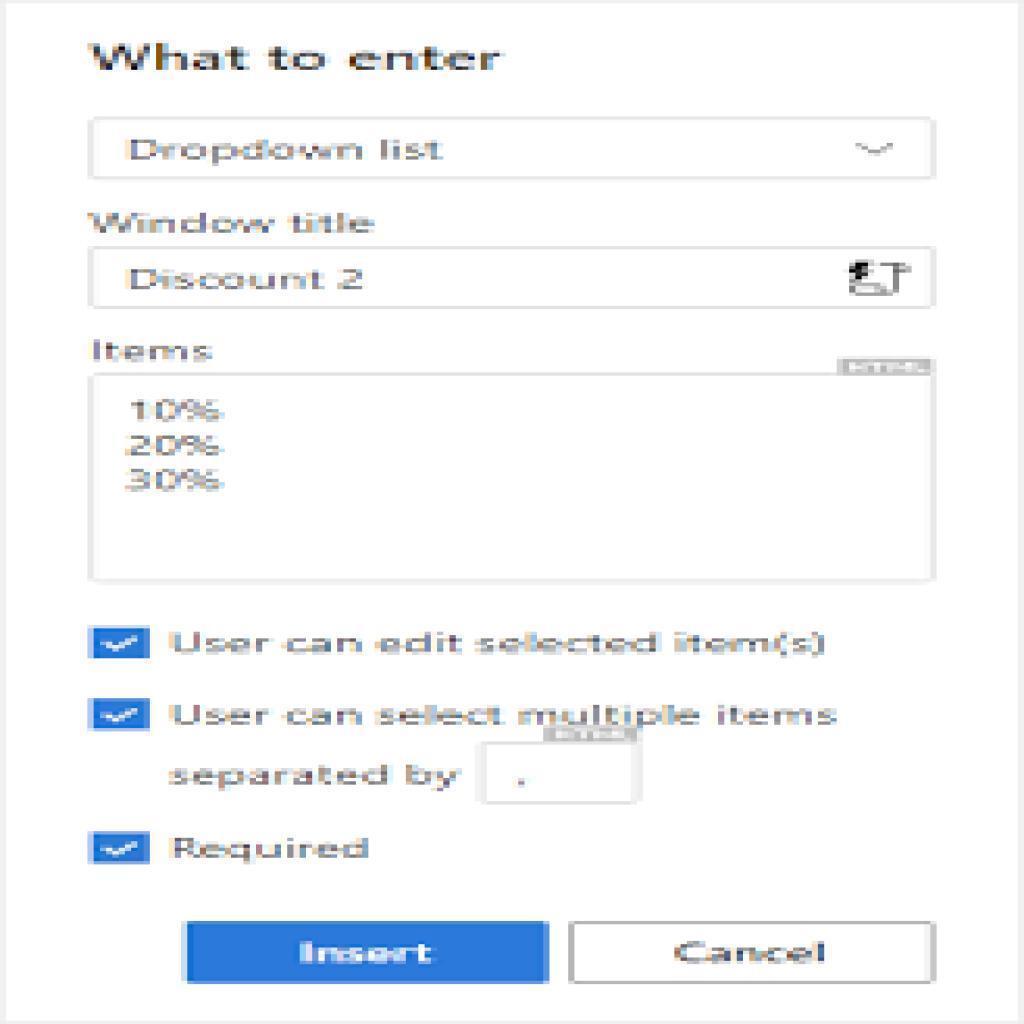 What to enter
Dropdown list
Window title
Discount 2
Items
10%
20%
30%
User can edit selected item(s)
User can select multiple items
separated by ,
Required
Insert Cancel